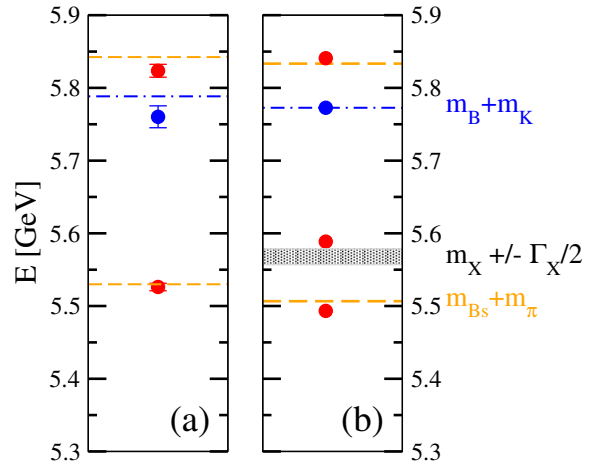 5.9
5.8
5.7
5.6
5.5
5.4
5.3
E [GeV]
(a)
(b)
5.9
5.8
5.7
5.6
5.5
5.4
5.3
m_B+m_K
m_X +/- Γ_X/2
m_Bs+m_π